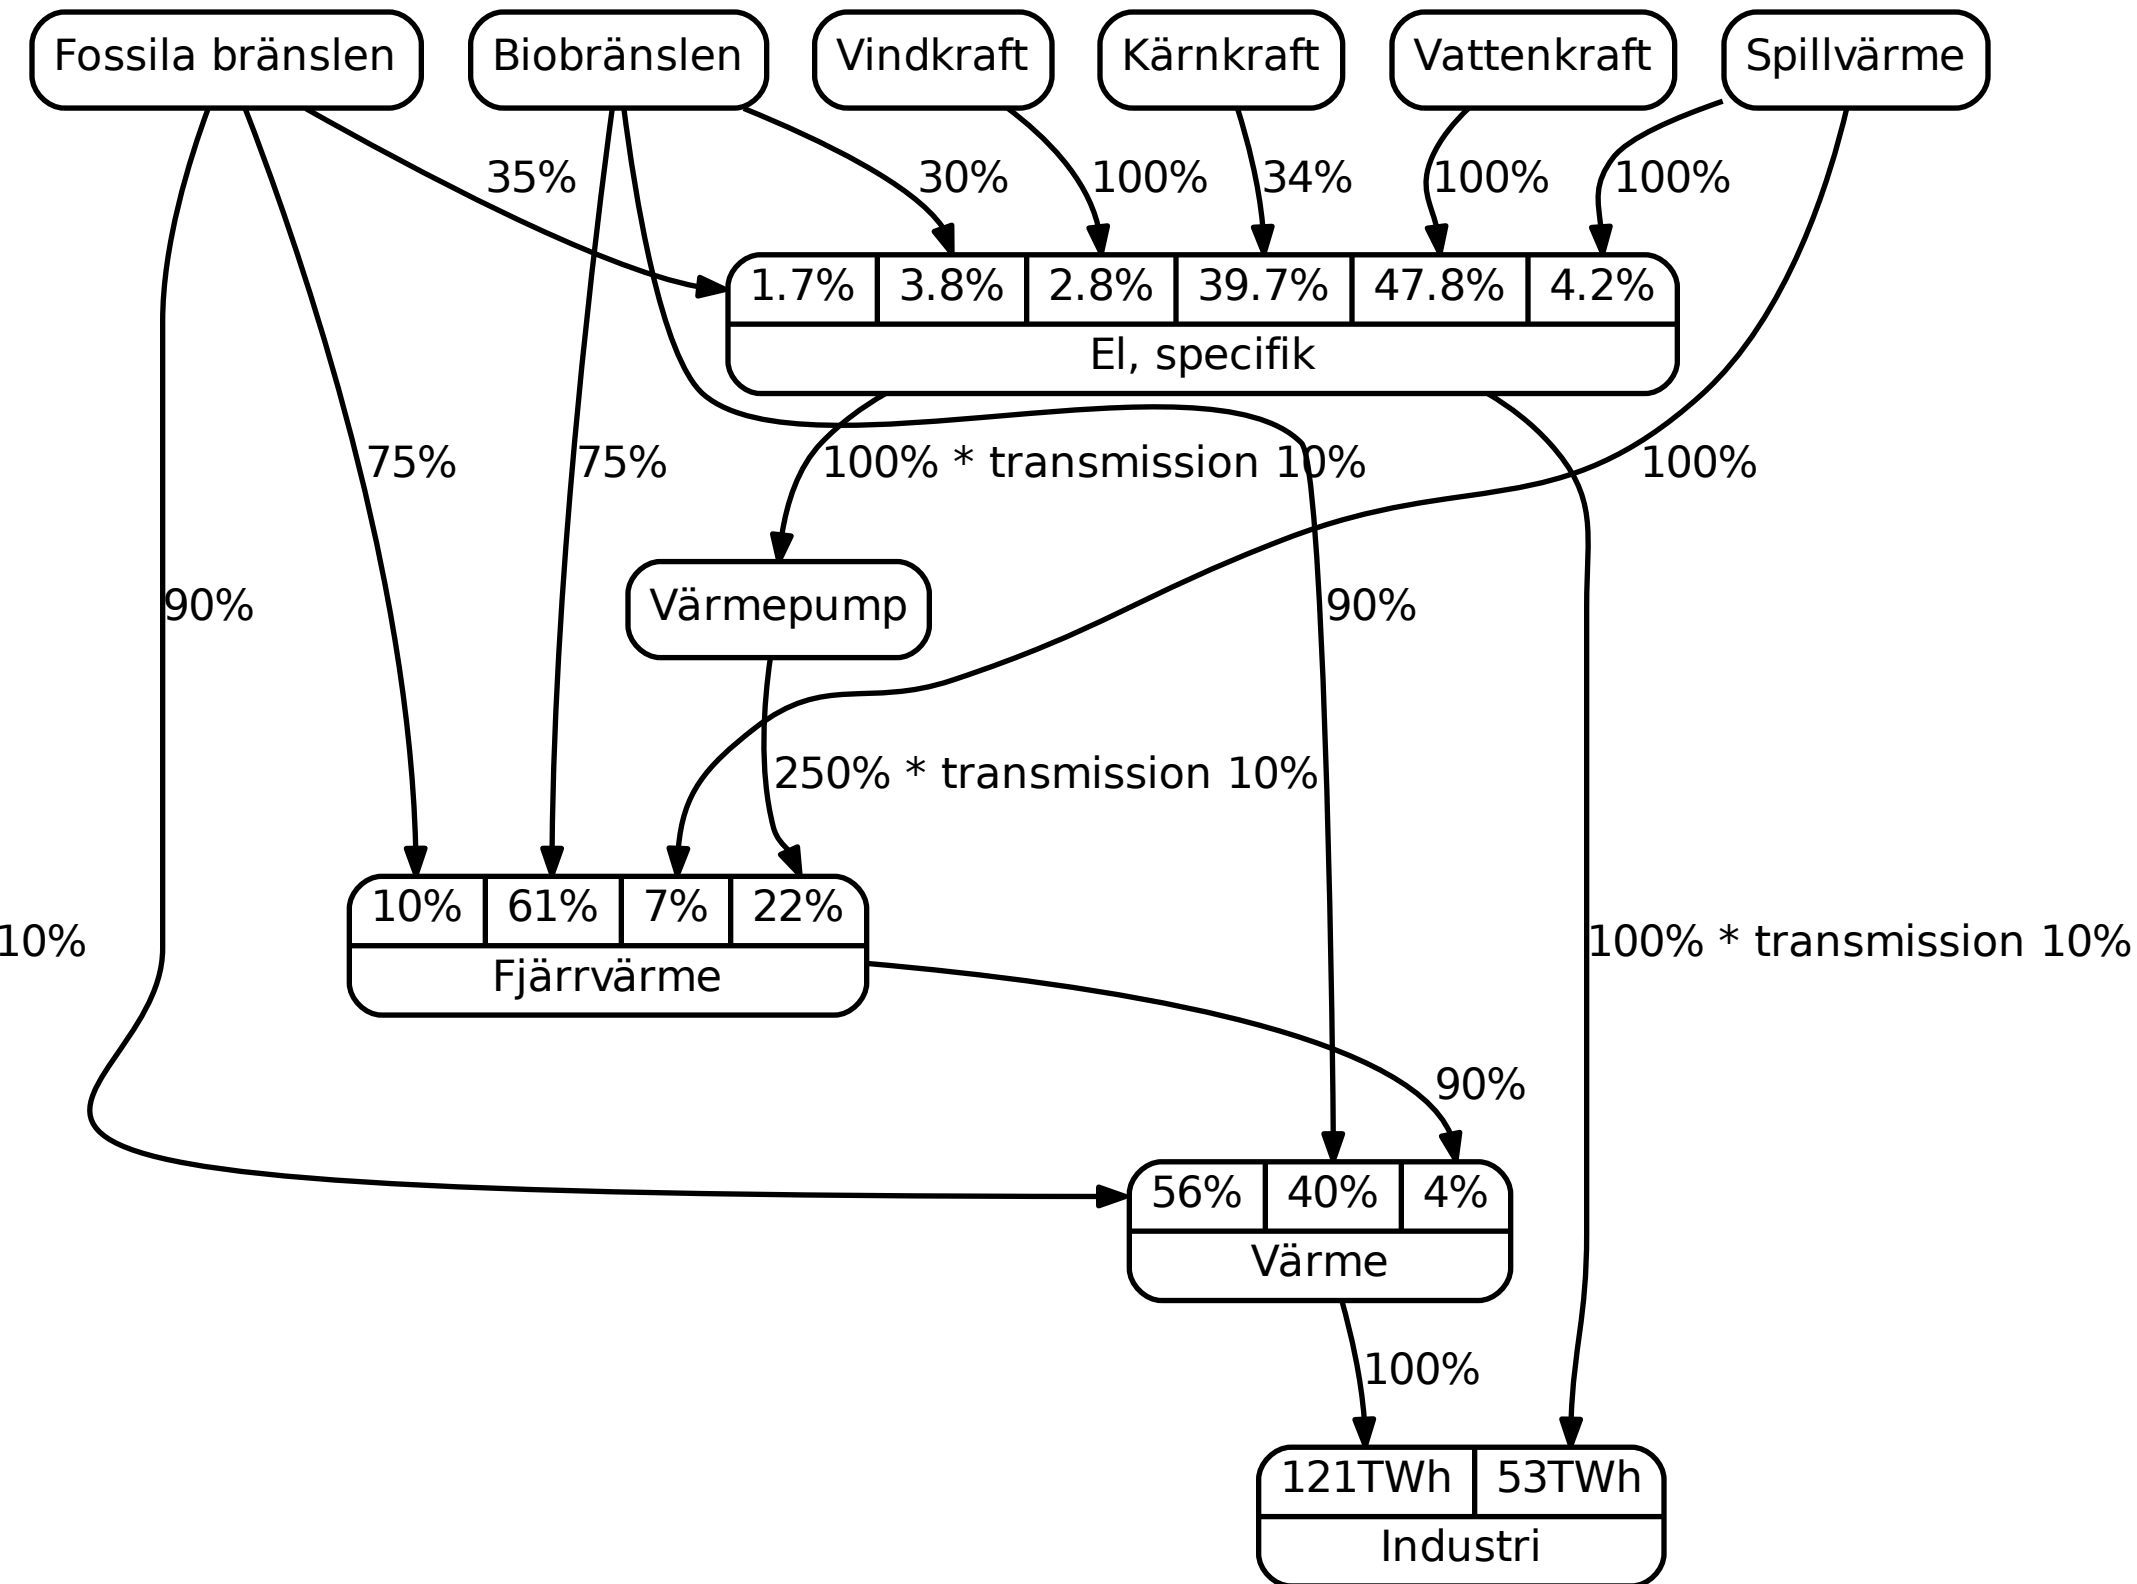 Fossila bränslen
Biobränslen
Vindkraft
Kärnkraft
Vattenkraft
Spillvärme
35%
30%
100%
34%
100%
100%
1.7%
3.8%
2.8%
39.7%
47.8%
4.2%
El, specifik
75%
75%
100% * transmission 10%
100%
90%
Värmepump
90%
250% * transmission 10%
10%
61%
7%
22%
Fjärrvärme
10%
100% * transmission 10%
90%
56%
40%
4%
Värme
100%
121TWh
53TWh
Industri